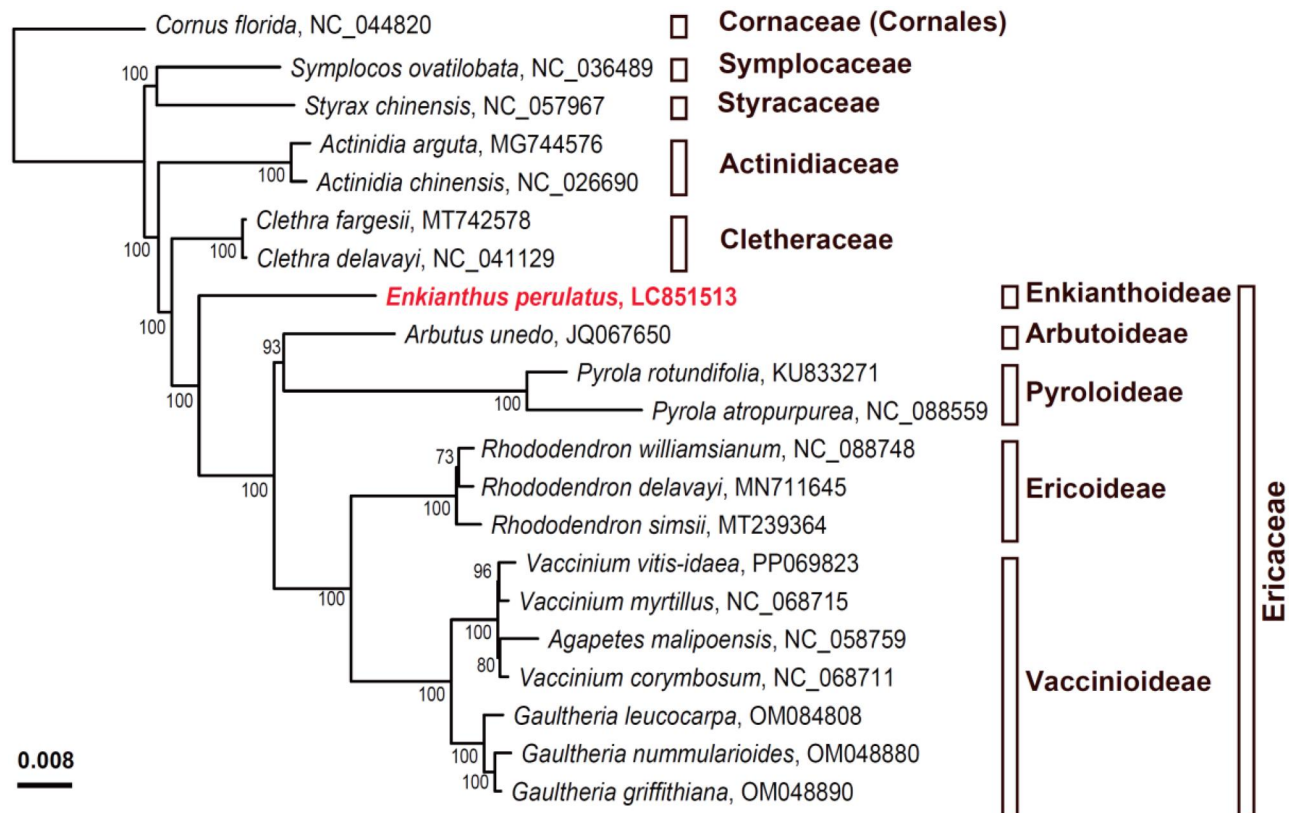 Cornus florida, NC_044820 Cornaceae (Cornales)
100
Symplocos ovatilobata, NC_036489 Symplocaceae
Styrax chinensis, NC_057967 Styracaceae
Actinidia arguta, MG744576
Actinidiaceae
100
Actinidia chinensis, NC_026690
Clethra fargesii, MT742578
Cletheraceae
100 100
Clethra delavayi, NC_041129
Enkianthus perulatus, LC851513 Enkianthoideae
100
Arbutus unedo, JQ067650 Arbutoideae
93
Pyrola rotundifolia, KU833271
Pyroloideae
100 100
Pyrola atropurpurea, NC_088559
Rhododendron williamsianum, NC_088748
73
Rhododendron delavayi, MN711645 Ericoideae
100 100
Rhododendron simsii, MT239364
Ericaceae
Vaccinium vitis-idaea, PP069823
96
Vaccinium myrtillus, NC_068715
100
100
Agapetes malipoensis, NC_058759
80
Vaccinium corymbosum, NC_068711
Vaccinioideae
100
Gaultheria leucocarpa, OM084808
100
Gaultheria nummularioides, OM048880
0.008
100
Gaultheria griffithiana, OM048890